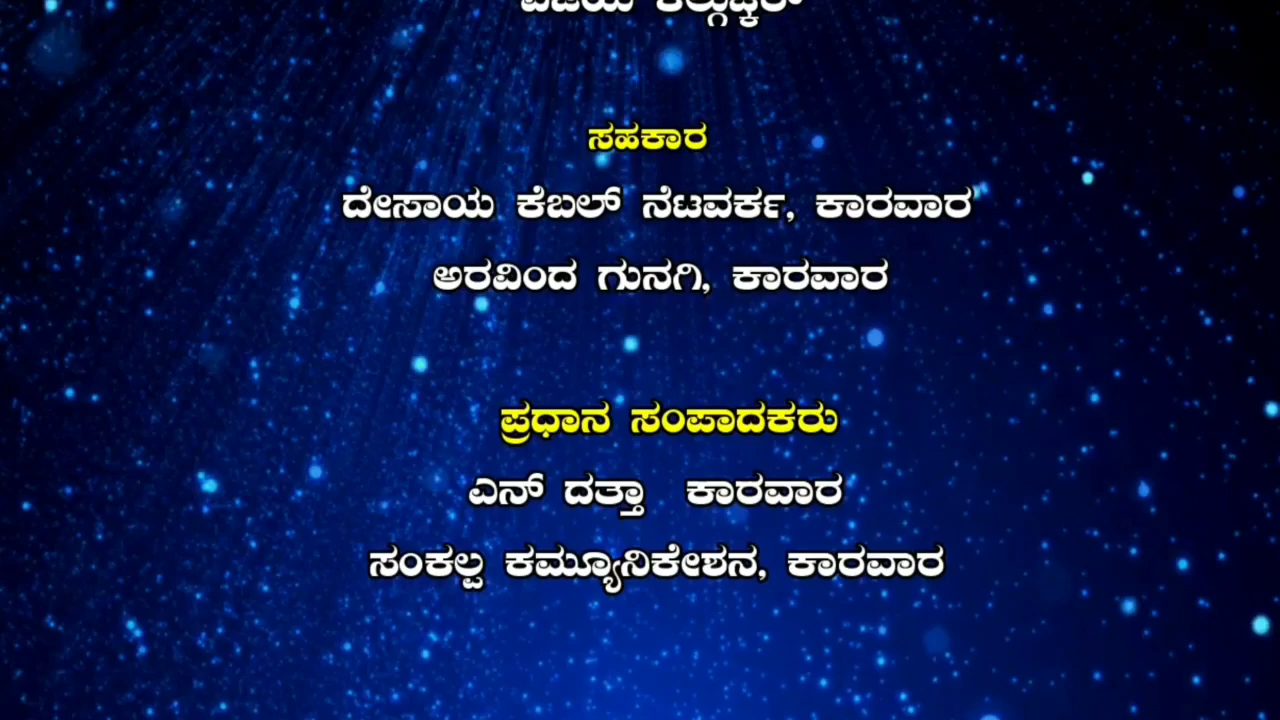 ಸಹಕಾರ
ದೇಸಾಯ ಕೆಬಲ್ ನೆಟವರ್ಕ, ಕಾರವಾರ
ಅರವಿಂದ ಗುನಗಿ, ಕಾರವಾರ
ಪ್ರಧಾನ ಸಂಪಾದಕರು
ಎನ್ ದತ್ತಾ ಕಾರವಾರ
ಸಂಕಲ್ಪ ಕಮ್ಯೂನಿಕೇಶನ, ಕಾರವಾರ